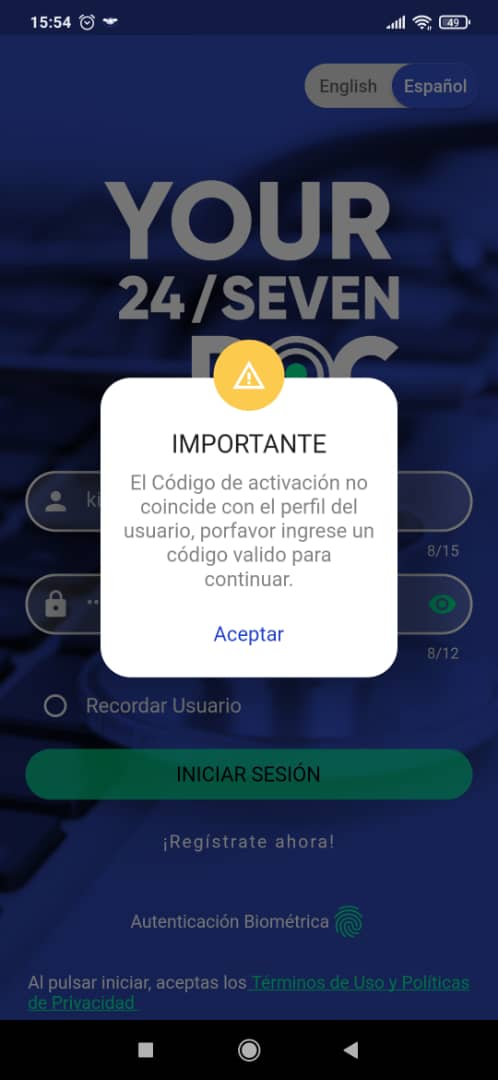 15:54
49
English Español
YOUR
24/SEVEN
IMPORTANTE
El Código de activación no
coincide con el perfil del
usuario, porfavor ingrese un
código valido para
continuar.
Aceptar
8/15
8/12
Recordar Usuario
INICIAR SESIÓN
¡Regístrate ahora!
Autenticación Biométrica
Al pulsar iniciar, aceptas los Términos de Uso y Políticas
de Privacidad